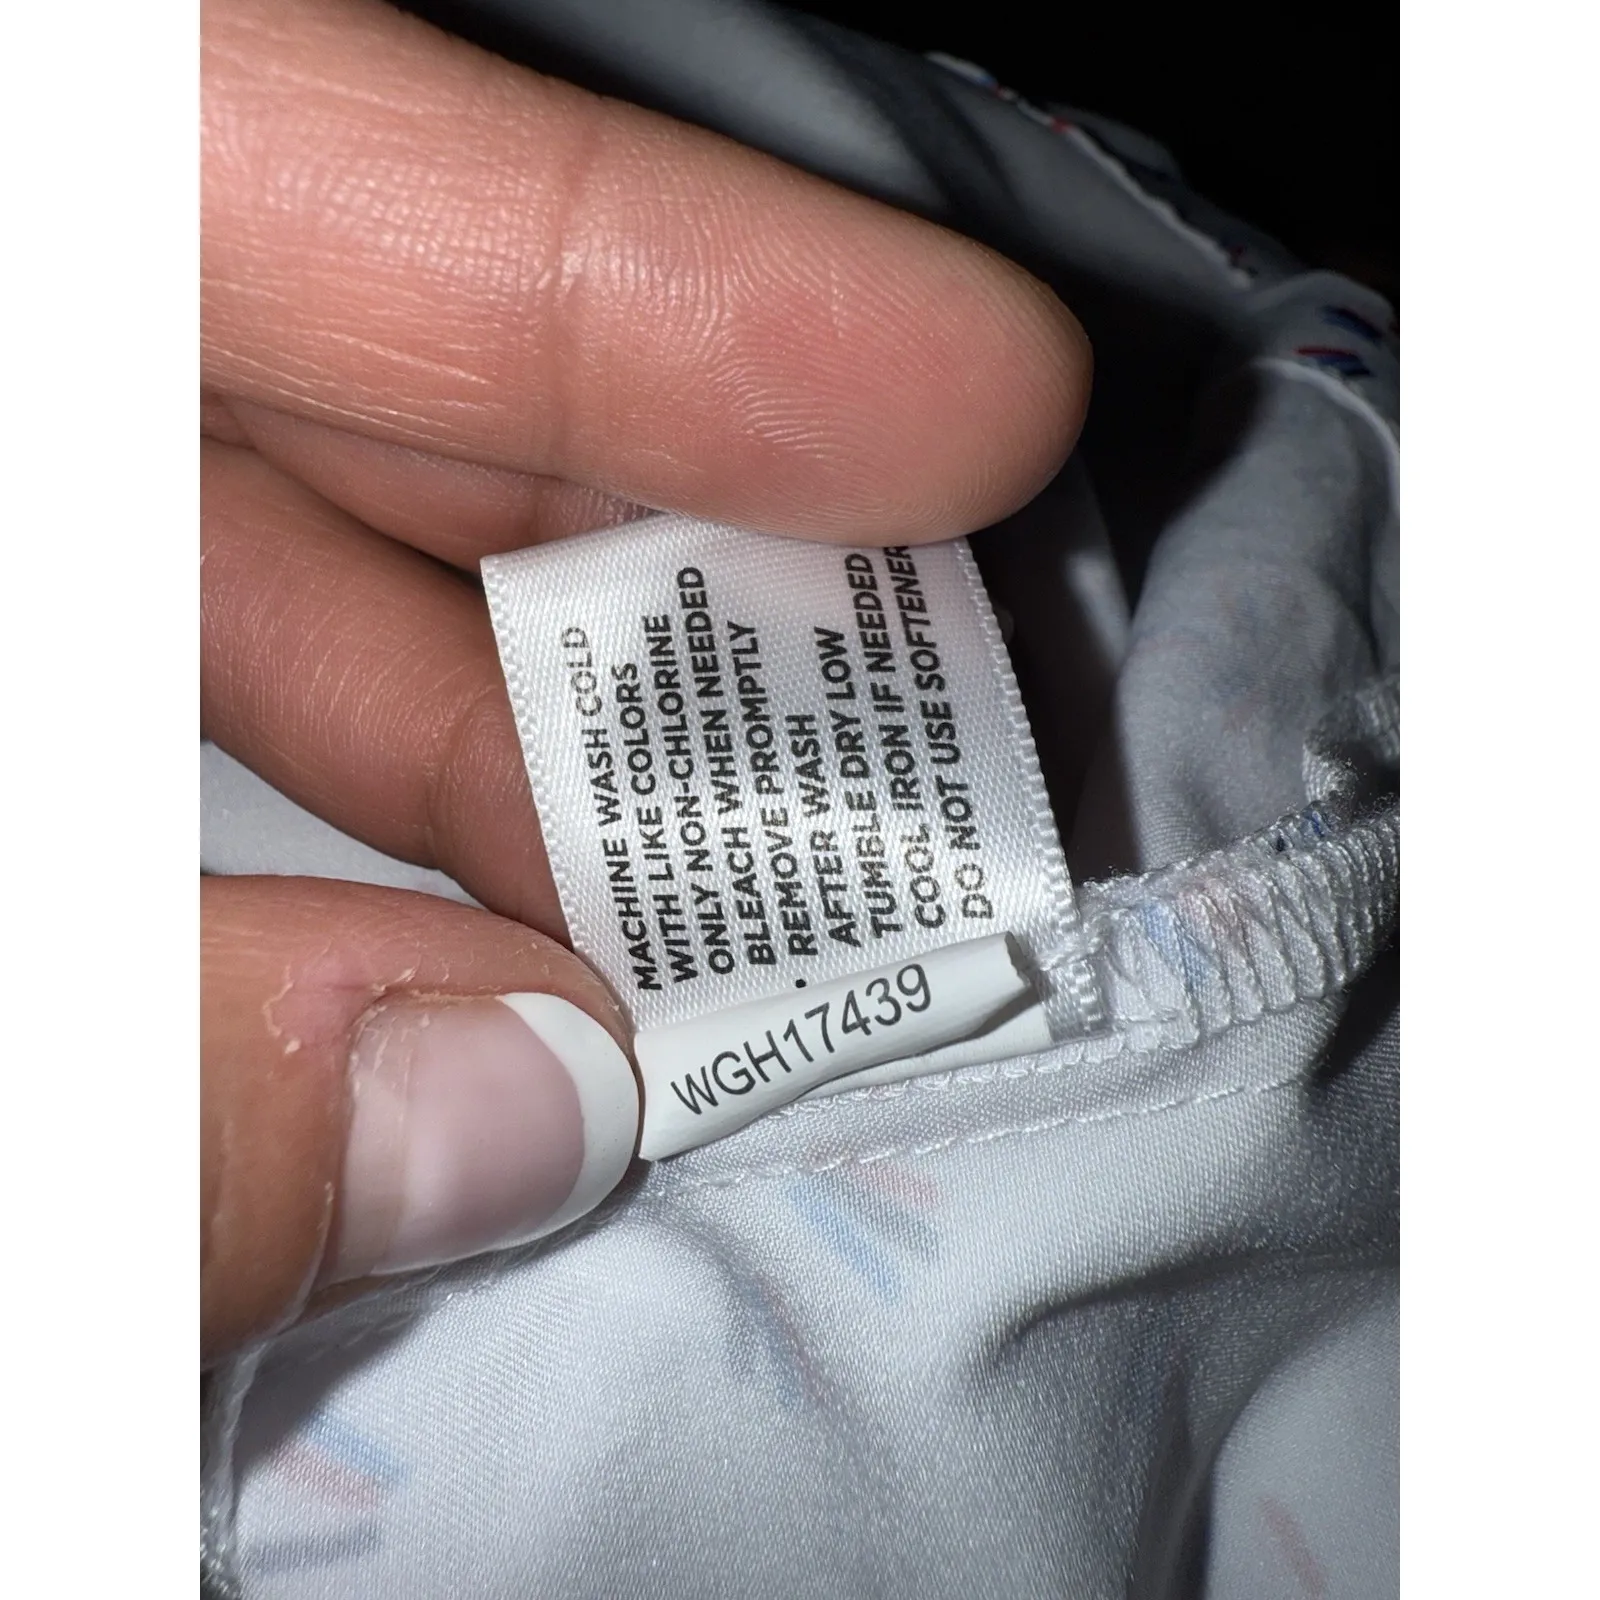 MACHINE WASH COLD
WITH LIKE COLORS
ONLY NON-CHLORINE
BLEACH WHEN NEEDED
REMOVE PROMPTLY
AFTER WASH
TUMBLE DRY LOW
COOL IRON IF NEEDED
DO NOT USE SOFTENER
WGH17439